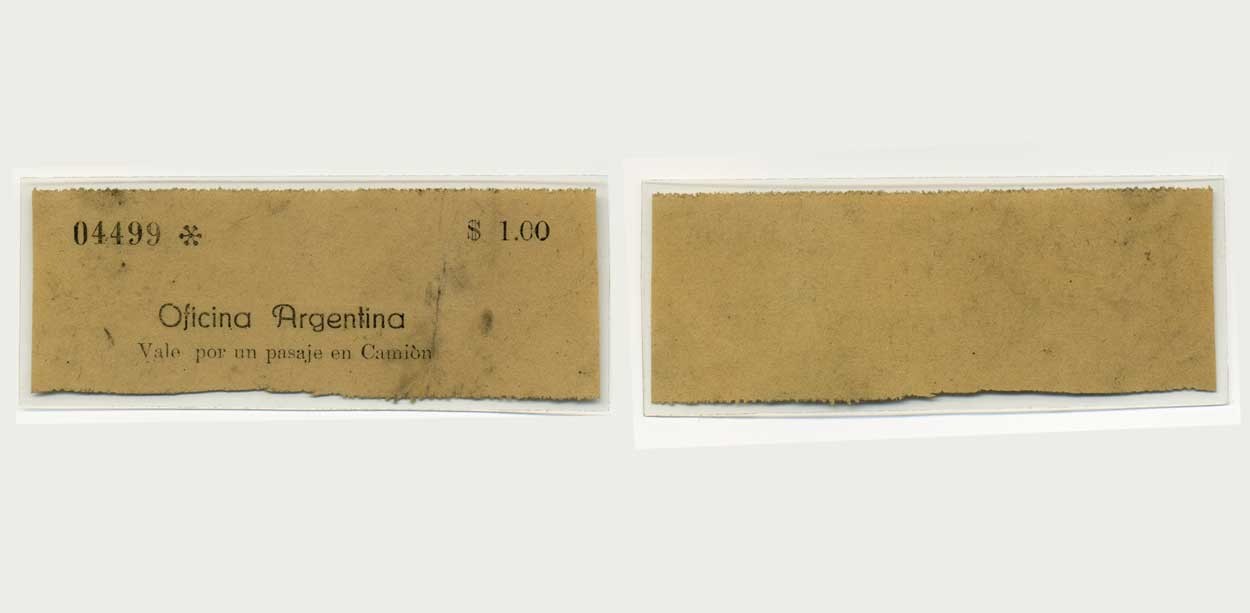 04499 $ 1.00
Oficina Argentina
Vale por un pasaje en Camiòn